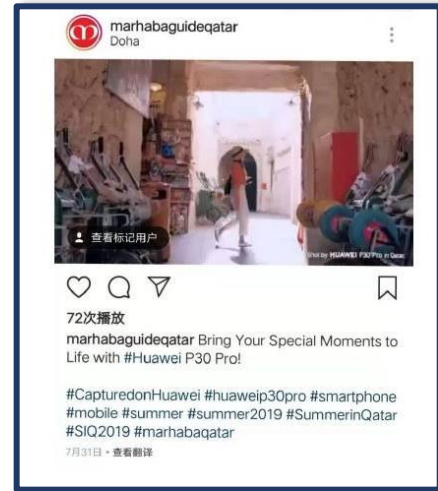 marhabaguideqatar
Doha
查看标记用户
Shot by HUAWEI P30 Pro in Qatar
72次播放
marhabaguideqatar Bring Your Special Moments to
Life with #Huawei P30 Pro!
#CapturedonHuawei #huaweip30pro #smartphone
#mobile #summer #summer2019 #SummerinQatar
#SIQ2019 #marhabaqatar
7月31日 • 查看翻译